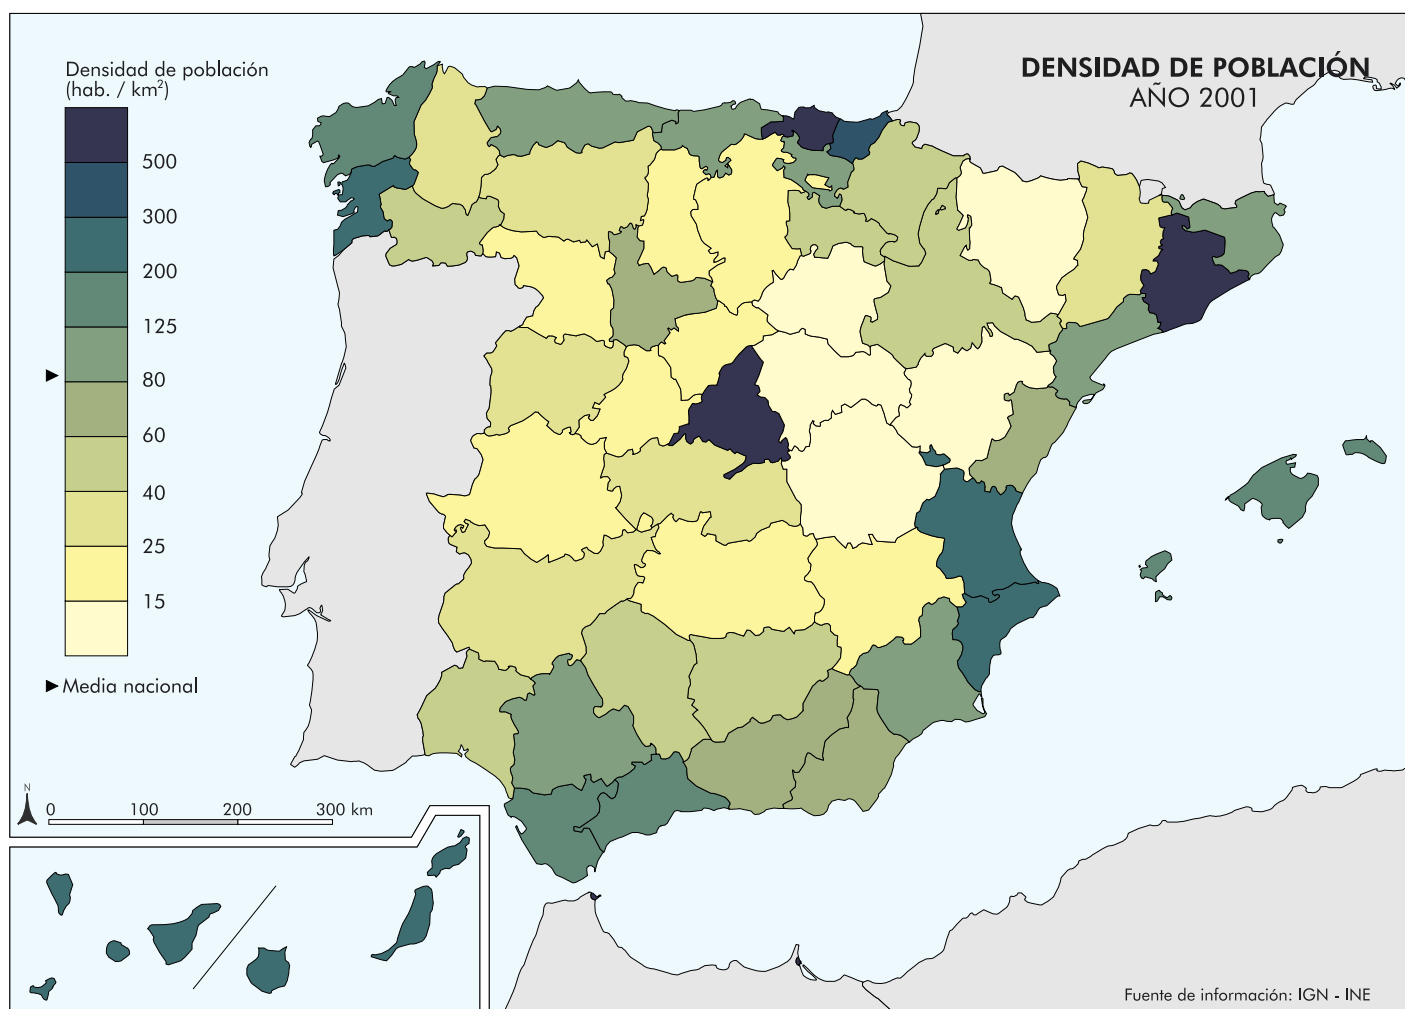 DENSIDAD DE POBLACIÓN
AÑO 2001
Densidad de población
(hab. / km²)
500
300
200
125
80
60
40
25
15
►Media nacional
N
0 100 200 300 km
Fuente de información: IGN - INE